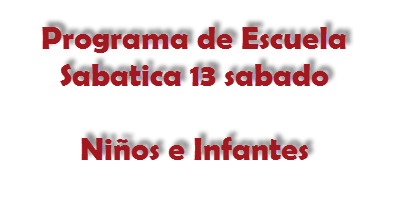 Programa de Escuela
Sabatica 13 sabado
Niños e Infantes